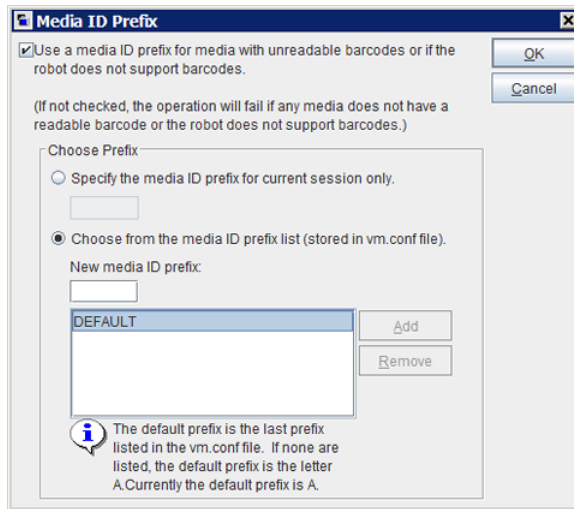 Media ID Prefix
Use a media ID prefix for media with unreadable barcodes or if the
robot does not support barcodes.
OK
Cancel
(If not checked, the operation will fail if any media does not have a
readable barcode or the robot does not support barcodes.)
Choose Prefix
Specify the media ID prefix for current session only.
Choose from the media ID prefix list (stored in vm.conf file).
New media ID prefix:
DEFAULT
Add
Remove
The default prefix is the last prefix
listed in the vm.conf file. If none are
listed, the default prefix is the letter
A.Currently the default prefix is A.